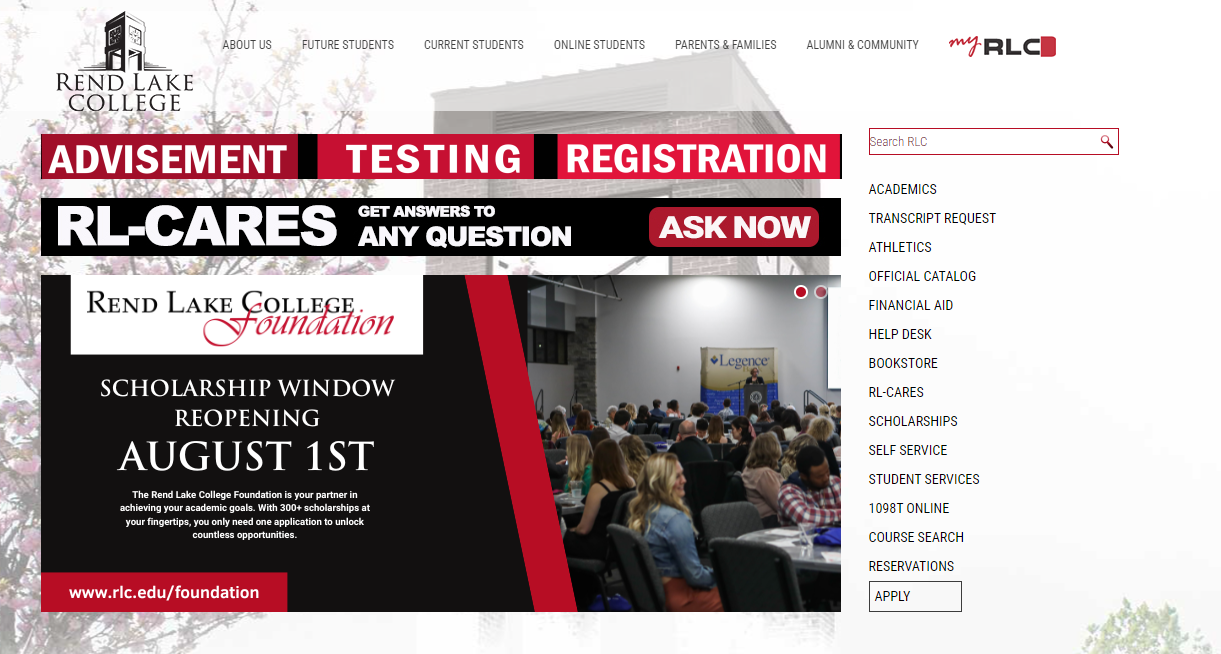 REND LAKE
COLLEGE
ABOUT US
FUTURE STUDENTS
CURRENT STUDENTS
ONLINE STUDENTS
PARENTS & FAMILIES
ALUMNI & COMMUNITY
my RLC
ADVISEMENT
TESTING
REGISTRATION
RL-CARES
GET ANSWERS TO
ANY QUESTION
ASK NOW
REND LAKE COLLEGE
Foundation
SCHOLARSHIP WINDOW
REOPENING
AUGUST 1ST
The Rend Lake College Foundation is your partner in
achieving your academic goals. With 300+ scholarships at
your fingertips, you only need one application to unlock
countless opportunities.
www.rlc.edu/foundation
Legence
Search RLC
ACADEMICS
TRANSCRIPT REQUEST
ATHLETICS
OFFICIAL CATALOG
FINANCIAL AID
HELP DESK
BOOKSTORE
RL-CARES
SCHOLARSHIPS
SELF SERVICE
STUDENT SERVICES
1098T ONLINE
COURSE SEARCH
RESERVATIONS
APPLY